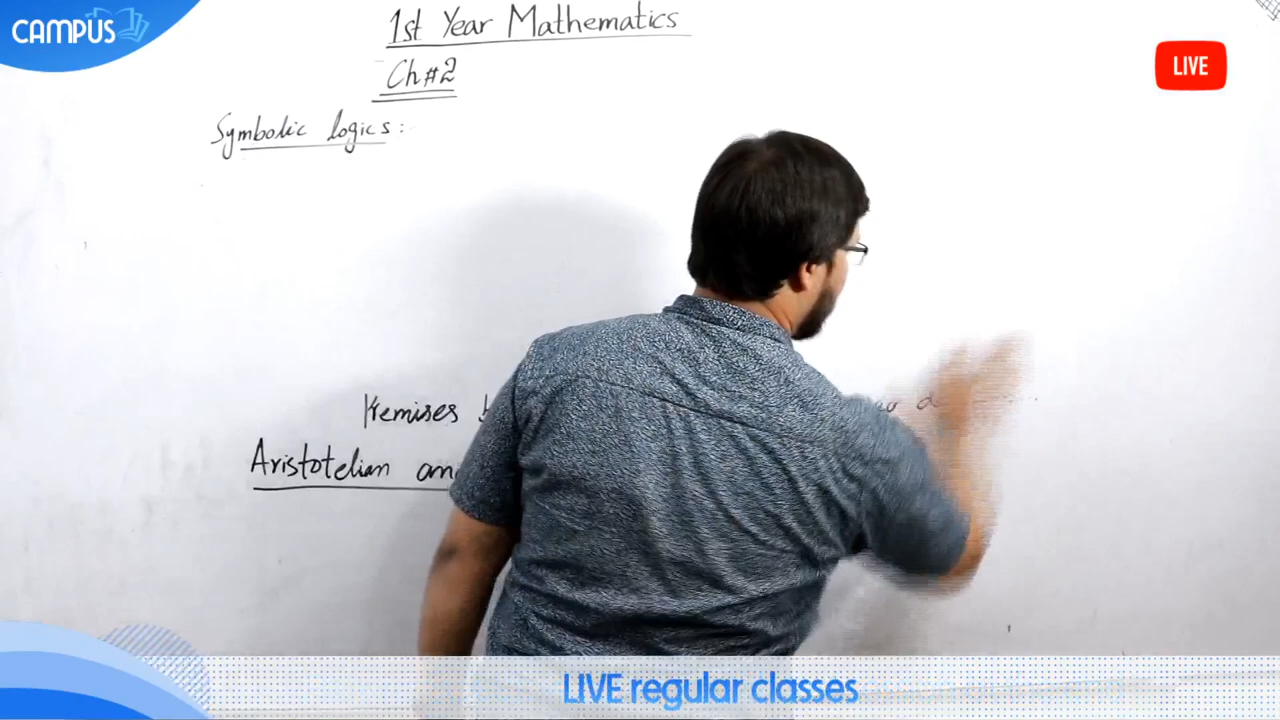 CAMPUS
1st Year Mathematics
LIVE
Ch#2
Symbolic logics:
Premises
Aristotelian
LIVE regular classes